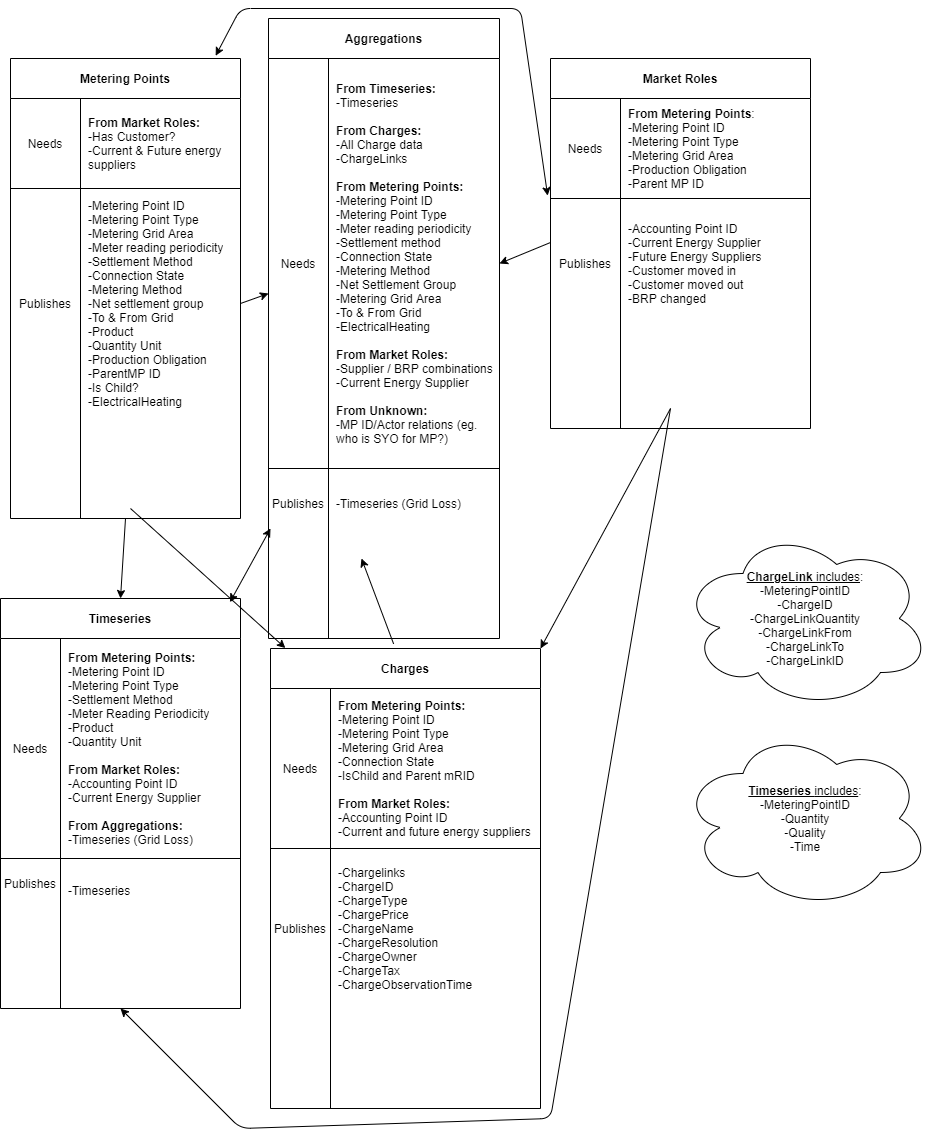 Metering Points
Needs
From Market Roles:
-Has Customer?
-Current & Future energy
suppliers
Publishes
-Metering Point ID
-Metering Point Type
-Metering Grid Area
-Meter reading periodicity
-Settlement Method
-Connection State
-Metering Method
-Net settlement group
-To & From Grid
-Product
-Quantity Unit
-Production Obligation
-ParentMP ID
-Is Child?
-ElectricalHeating
Aggregations
Needs
From Timeseries:
-Timeseries
From Charges:
-All Charge data
-ChargeLinks
From Metering Points:
-Metering Point ID
-Metering Point Type
-Meter reading periodicity
-Settlement method
-Connection State
-Metering Method
-Net Settlement Group
-Metering Grid Area
-To & From Grid
-ElectricalHeating
From Market Roles:
-Supplier / BRP combinations
-Current Energy Supplier
From Unknown:
-MP ID/Actor relations (eg.
who is SYO for MP?)
Publishes
-Timeseries (Grid Loss)
Market Roles
Needs
From Metering Points:
-Metering Point ID
-Metering Point Type
-Metering Grid Area
-Production Obligation
-Parent MP ID
Publishes
-Accounting Point ID
-Current Energy Supplier
-Future Energy Suppliers
-Customer moved in
-Customer moved out
-BRP changed
Timeseries
Needs
From Metering Points:
-Metering Point ID
-Metering Point Type
-Settlement Method
-Meter Reading Periodicity
-Product
-Quantity Unit
From Market Roles:
-Accounting Point ID
-Current Energy Supplier
From Aggregations:
-Timeseries (Grid Loss)
Publishes
-Timeseries
Charges
Needs
From Metering Points:
-Metering Point ID
-Metering Point Type
-Metering Grid Area
-Connection State
-IsChild and Parent mRID
From Market Roles:
-Accounting Point ID
-Current and future energy suppliers
Publishes
-Chargelinks
-ChargeID
-ChargeType
-ChargePrice
-ChargeName
-ChargeResolution
-ChargeOwner
-ChargeTax
-ChargeObservationTime
ChargeLink includes:
-MeteringPointID
-ChargeID
-ChargeLinkQuantity
-ChargeLinkFrom
-ChargeLinkTo
-ChargeLinkID
Timeseries includes:
-MeteringPointID
-Quantity
-Quality
-Time